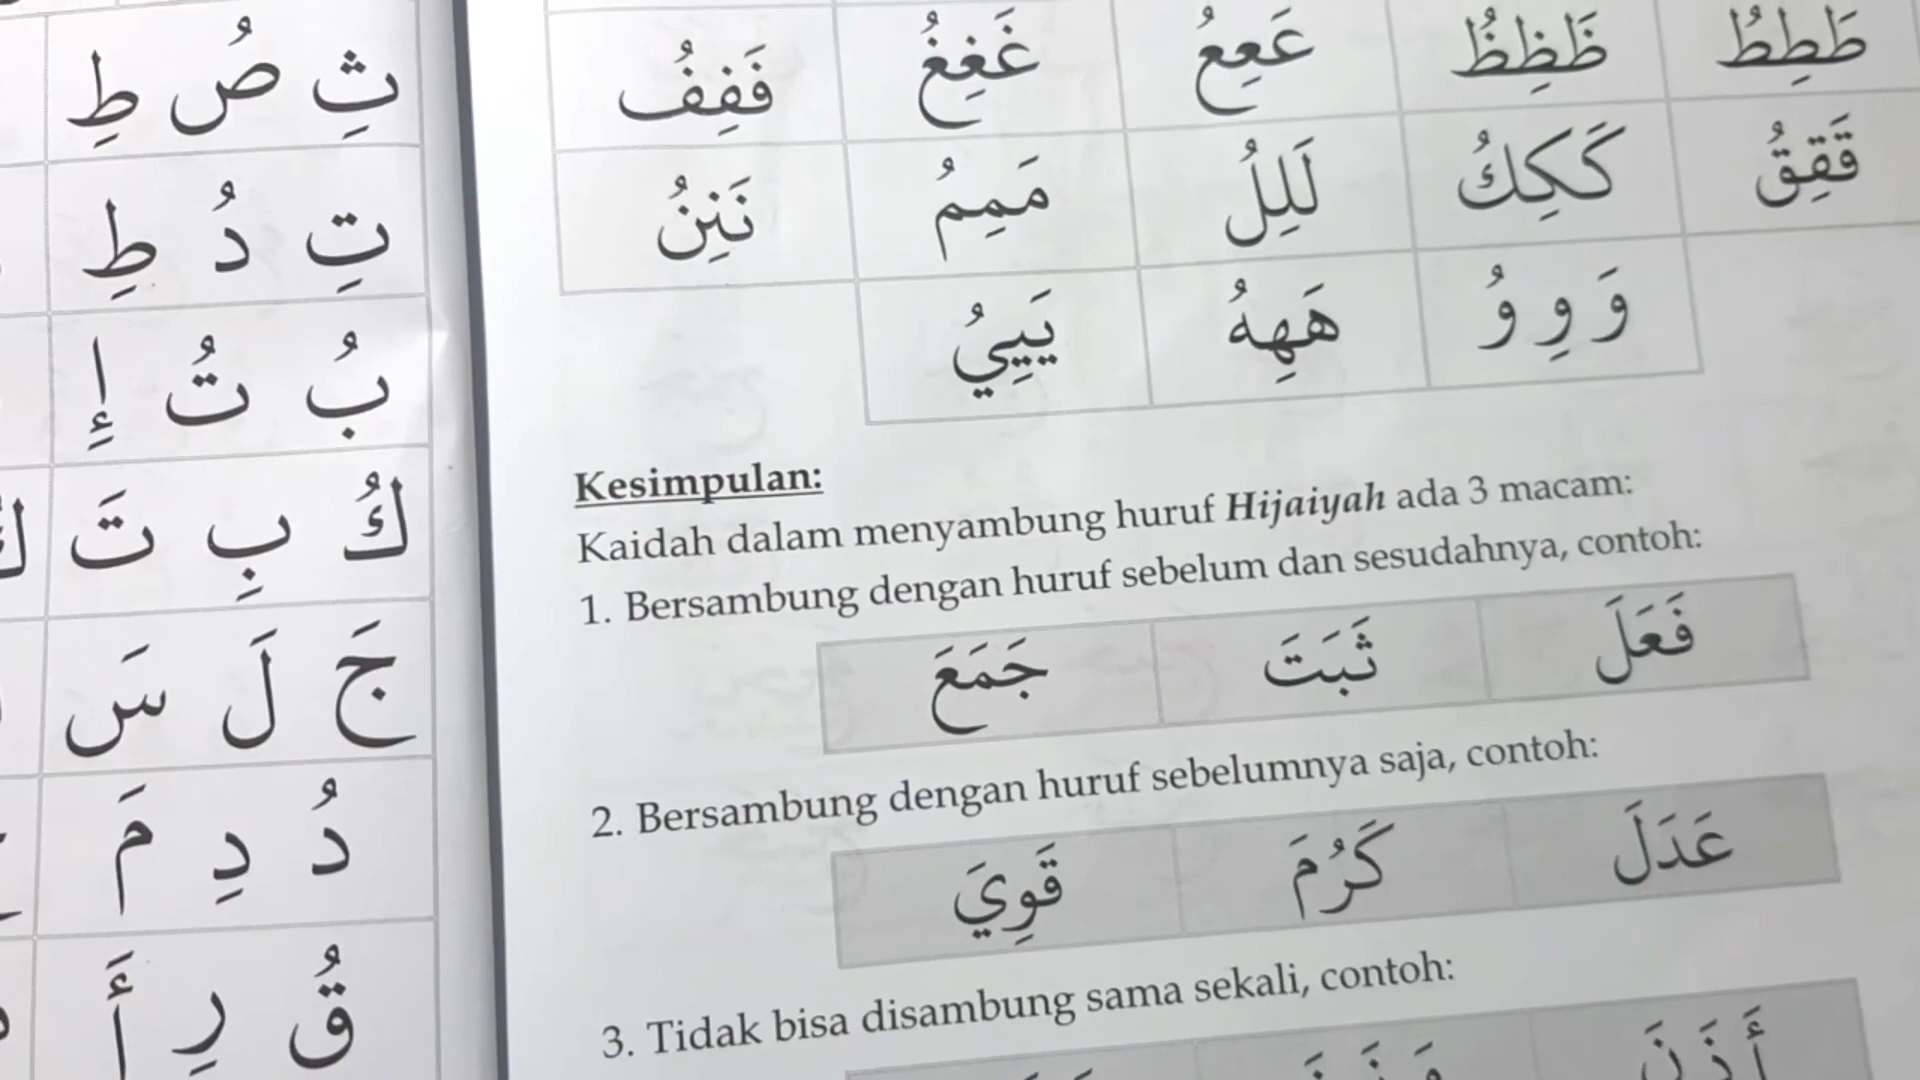 ثِ صُ طِ
تِ دُ طِ
بُ تُ إِ
كُ بِ تَ
جَ لَ سَ
دُ دِ مَ
قُ رِ أَ
طَطِطُ ظَظِظُ عَعِعُ غَغِغُ فَفِفُ
قَقِقُ كَكِكُ لَلِلُ مَمِمُ نَنِنُ
وَ وِ وُ هَهِهُ يَيِيُ
Kesimpulan:
Kaidah dalam menyambung huruf Hijaiyah ada 3 macam:
1. Bersambung dengan huruf sebelum dan sesudahnya, contoh:
فَعَلَ ثَبَتَ جَمَعَ
2. Bersambung dengan huruf sebelumnya saja, contoh:
عَدَلَ كَرُمَ قَوِيَ
3. Tidak bisa disambung sama sekali, contoh: